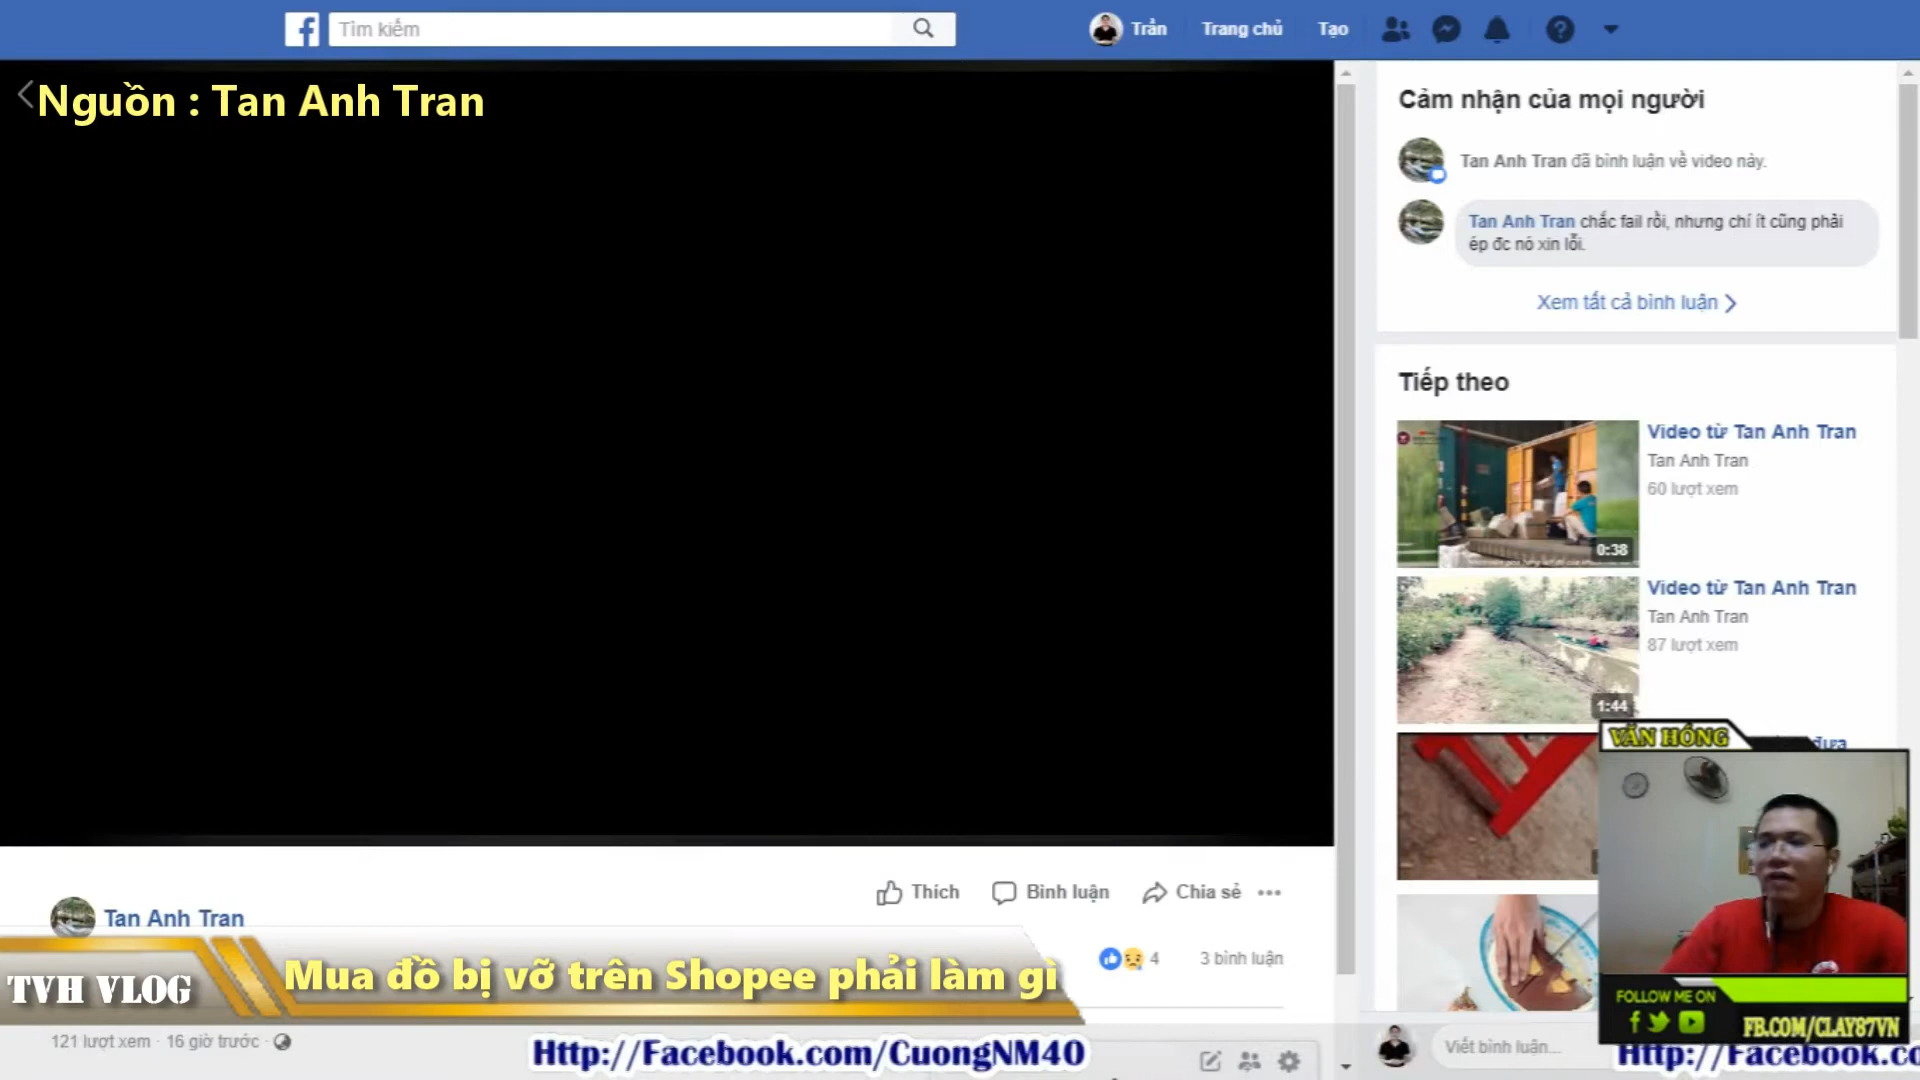 Tìm kiếm
Trần
Trang chủ
Tạo
Nguồn : Tan Anh Tran
Cảm nhận của mọi người
Tan Anh Tran đã bình luận về video này.
Tan Anh Tran chắc fail rồi, nhưng chí ít cũng phải
ép đc nó xin lỗi.
Xem tất cả bình luận
Tiếp theo
Video từ Tan Anh Tran
Tan Anh Tran
60 lượt xem
0:38
Video từ Tan Anh Tran
Tan Anh Tran
87 lượt xem
1:44
VĂN HỒNG
đưa
Thích
Bình luận
Chia sẻ
Tan Anh Tran
4
3 bình luận
TVH VLOG
Mua đồ bị vỡ trên Shopee phải làm gì
FOLLOW ME ON
FB.COM/CLAY87VN
121 lượt xem · 16 giờ trước ·
Http://Facebook.com/CuongNM40
Viết bình luận...
Http://Facebook.co